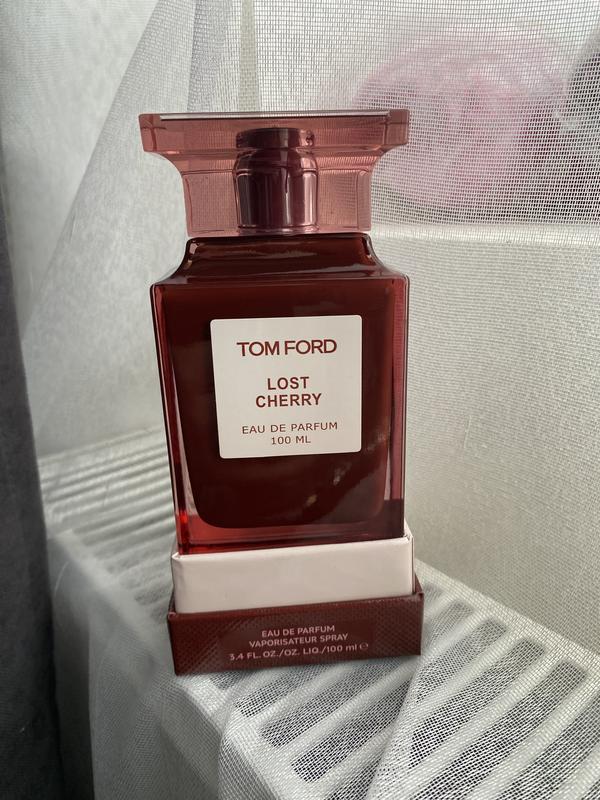 TOM FORD
LOST
CHERRY
EAU DE PARFUM
100 ML
EAU DE PARFUM
VAPORISATEUR SPRAY
3.4 FL. OZ./OZ. LIQ./100 ml ℮